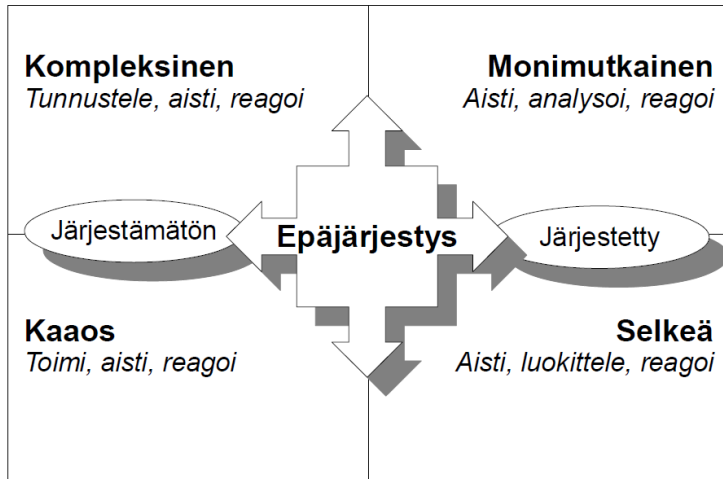 Kompleksinen
Tunnustele, aisti, reagoi
Monimutkainen
Aisti, analysoi, reagoi
Järjestämätön
Epäjärjestys
Järjestetty
Kaaos
Toimi, aisti, reagoi
Selkeä
Aisti, luokittele, reagoi